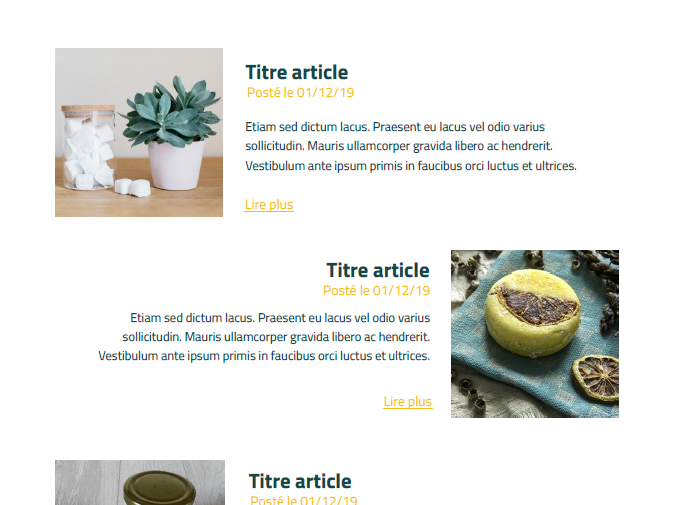 Titre article
Posté le 01/12/19
Etiam sed dictum lacus. Praesent eu lacus vel odio varius
sollicitudin. Mauris ullamcorper gravida libero ac hendrerit.
Vestibulum ante ipsum primis in faucibus orci luctus et ultrices.
Lire plus
Titre article
Posté le 01/12/19
Etiam sed dictum lacus. Praesent eu lacus vel odio varius
sollicitudin. Mauris ullamcorper gravida libero ac hendrerit.
Vestibulum ante ipsum primis in faucibus orci luctus et ultrices.
Lire plus
Titre article
Posté le 01/12/19